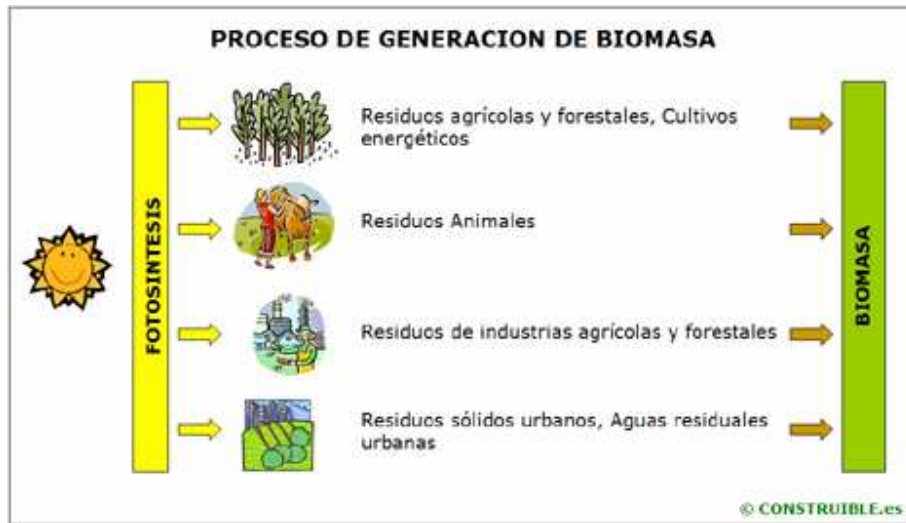 PROCESO DE GENERACION DE BIOMASA
FOTOSINTESIS
Residuos agrícolas y forestales, Cultivos
energéticos
Residuos Animales
Residuos de industrias agrícolas y forestales
Residuos sólidos urbanos, Aguas residuales
urbanas
BIOMASA
© CONSTRUIBLE.es